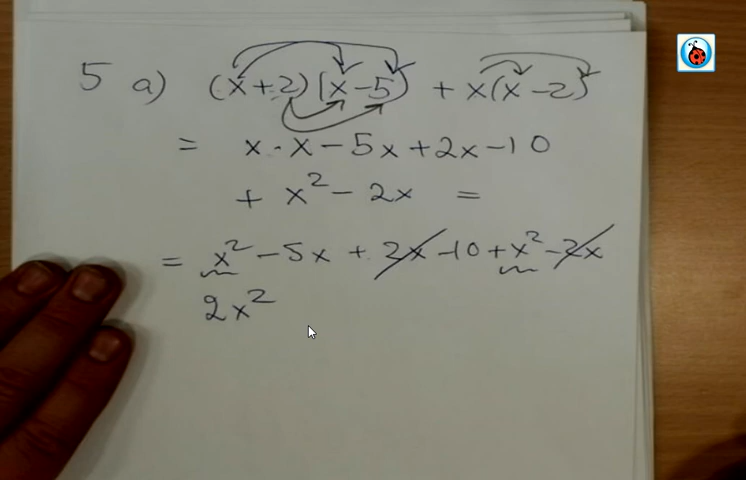 5 a) (x+2)(x-5) + x(x-2)
= x · x - 5x + 2x - 10
+ x² - 2x =
= x² - 5x + 2x - 10 + x² - 2x
2x²